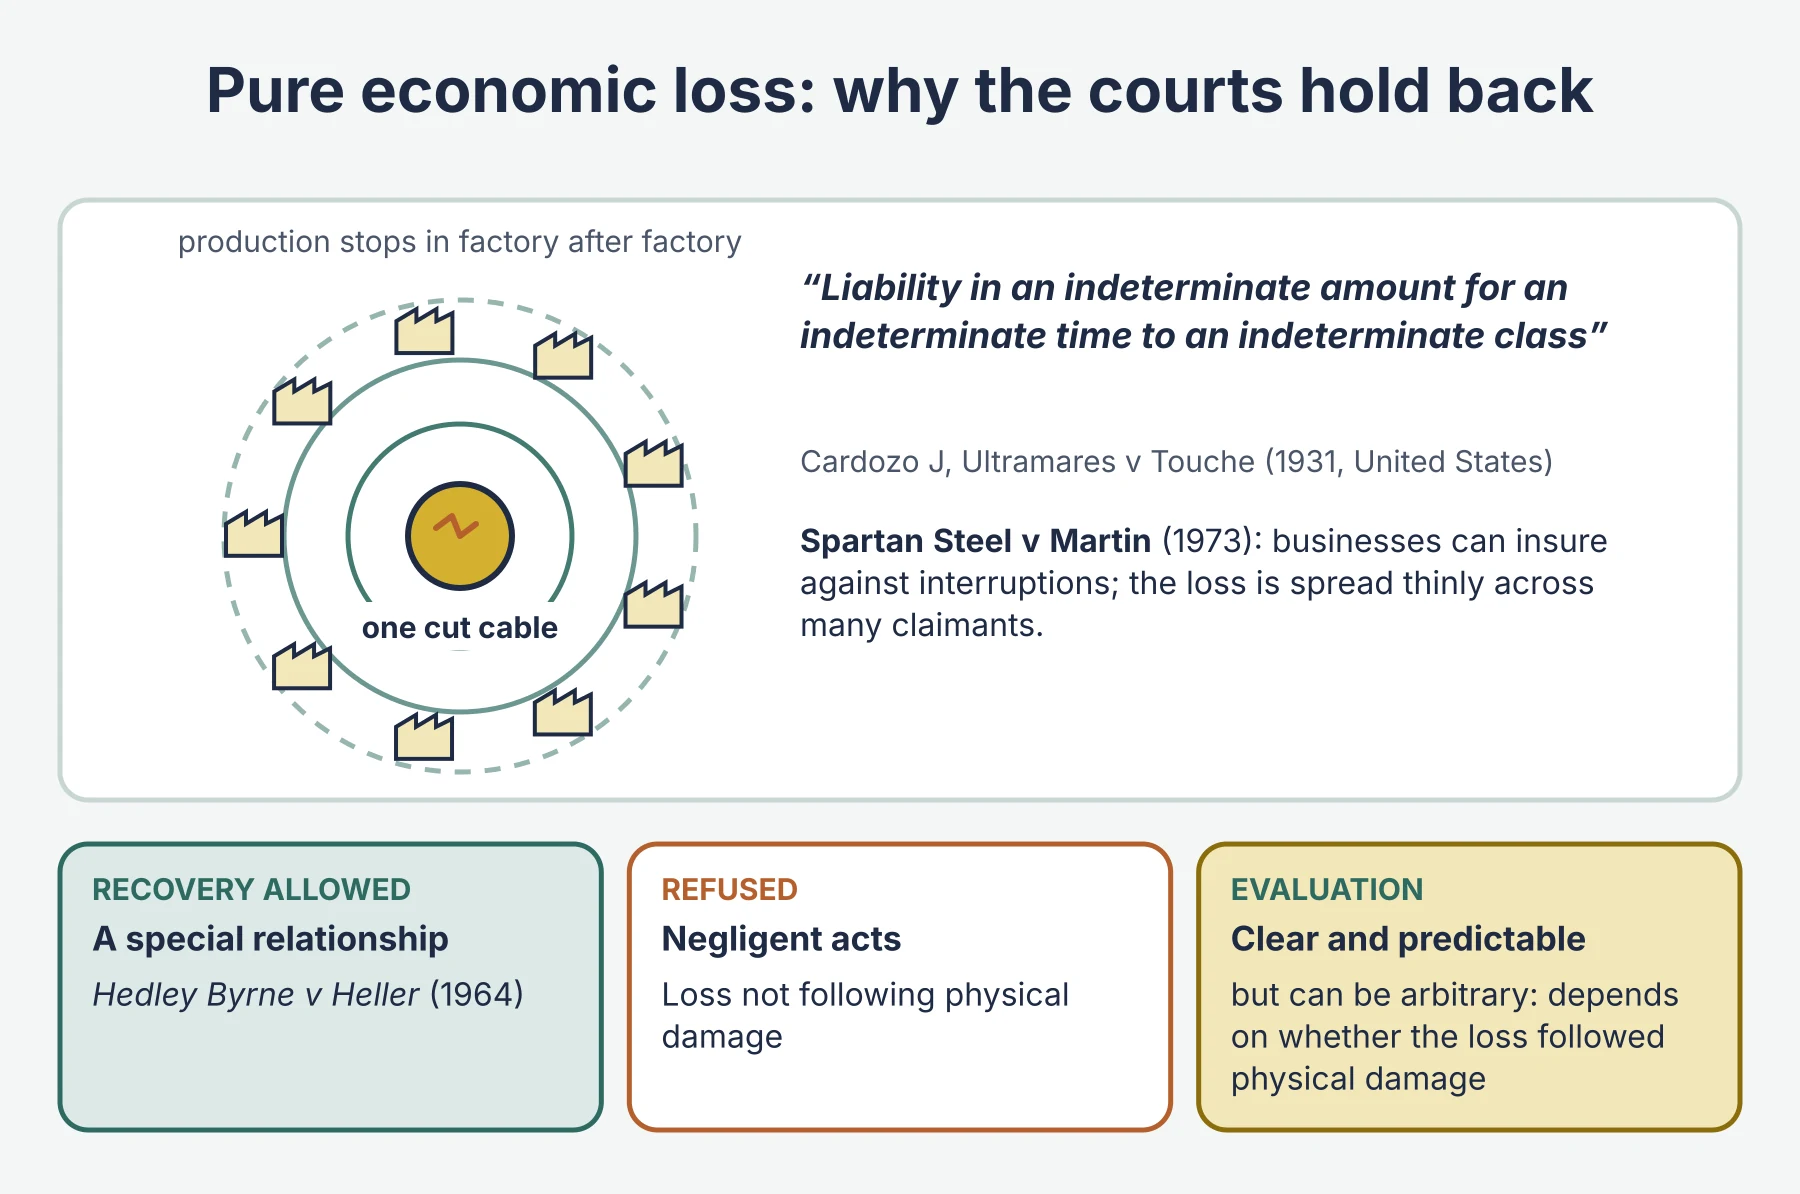 Pure economic loss: why the courts hold back
production stops in factory after factory
one cut cable
“Liability in an indeterminate amount for an
indeterminate time to an indeterminate class”
Cardozo J, Ultramares v Touche (1931, United States)
Spartan Steel v Martin (1973): businesses can insure
against interruptions; the loss is spread thinly across
many claimants.
RECOVERY ALLOWED
A special relationship
Hedley Byrne v Heller (1964)
REFUSED
Negligent acts
Loss not following physical
damage
EVALUATION
Clear and predictable
but can be arbitrary: depends
on whether the loss followed
physical damage